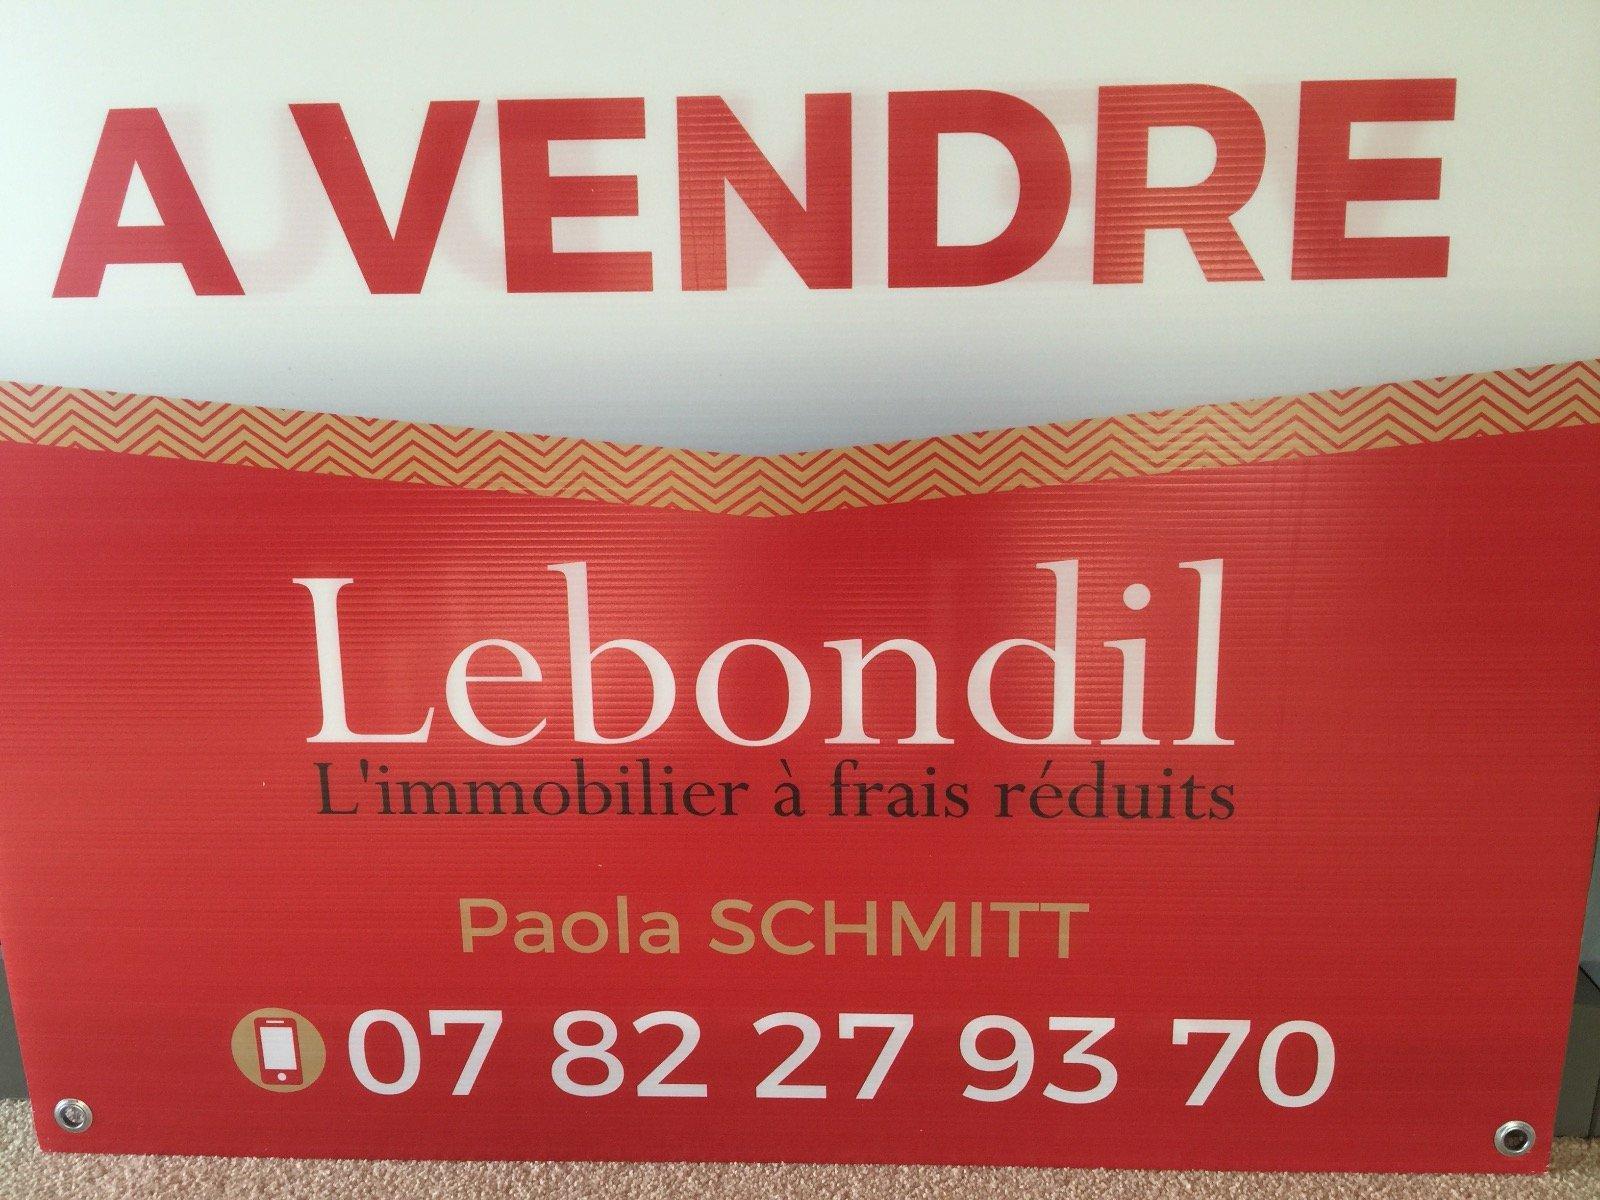 A VENDRE
Lebondil
L'immobilier à frais réduits
Paola SCHMITT
07 82 27 93 70